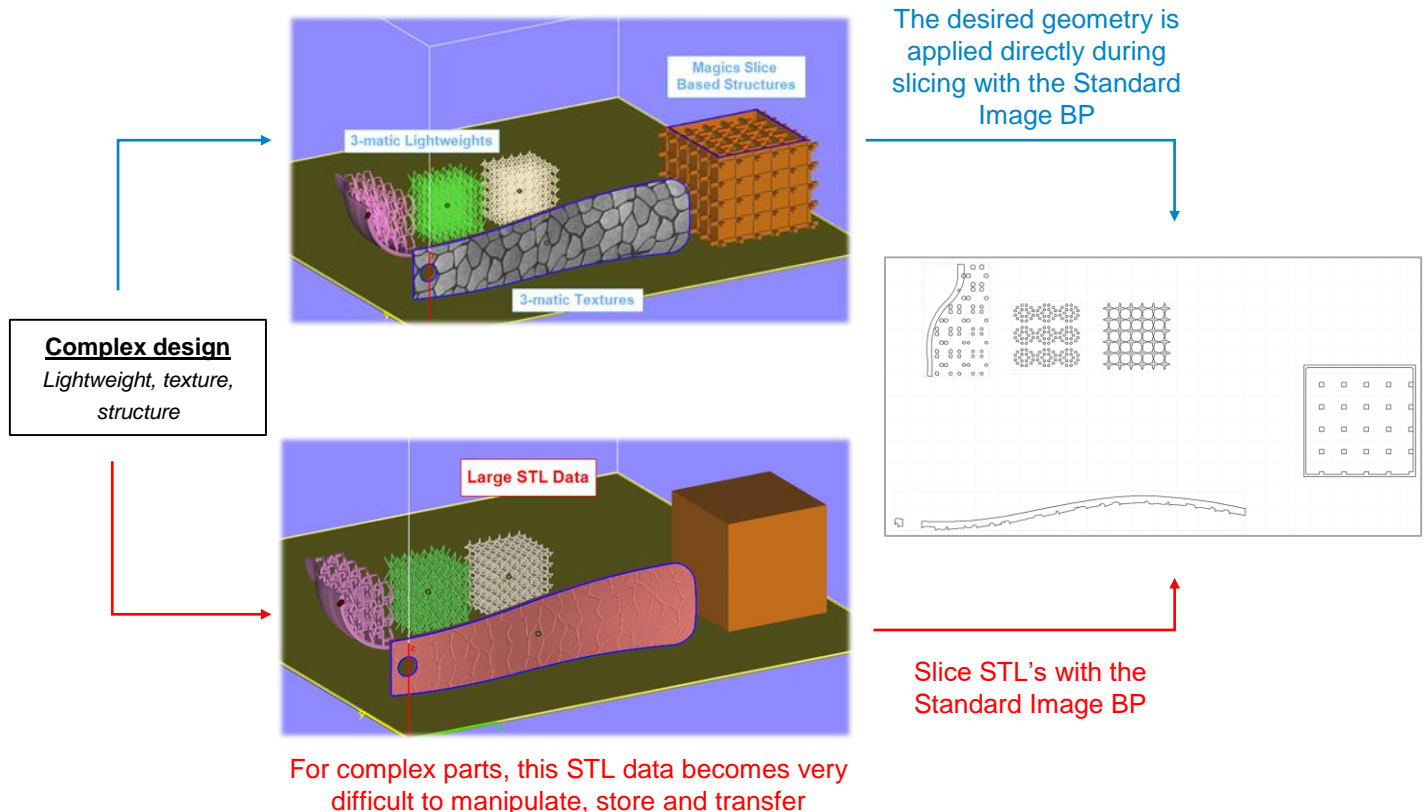 The desired geometry is
applied directly during
slicing with the Standard
Image BP
Magics Slice
Based Structures
3-matic Lightweights
3-matic Textures
Complex design
Lightweight, texture,
structure
Large STL Data
Slice STL's with the
Standard Image BP
For complex parts, this STL data becomes very
difficult to manipulate, store and transfer